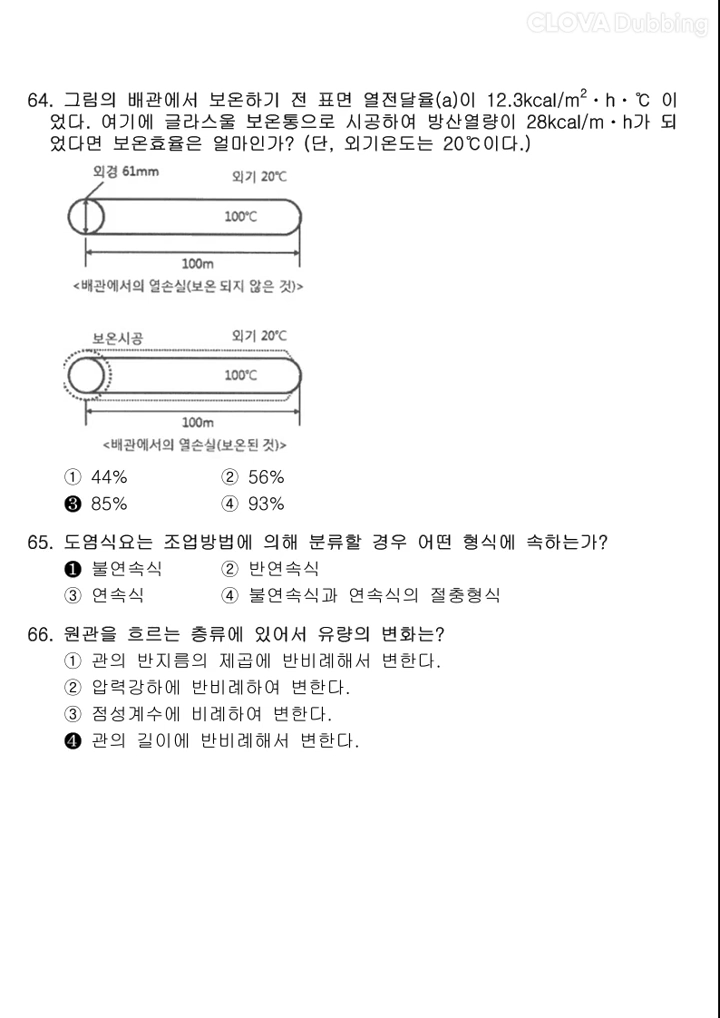 CLOVA Dubbing
64. 그림의 배관에서 보온하기 전 표면 열전달율(a)이 12.3kcal/m²·h·℃ 이
었다. 여기에 글라스울 보온통으로 시공하여 방산열량이 28kcal/m·h가 되
었다면 보온효율은 얼마인가? (단, 외기온도는 20℃이다.)
외경 61mm 외기 20℃
100℃
100m
<배관에서의 열손실(보온 되지 않은 것)>
보온시공 외기 20℃
100℃
100m
<배관에서의 열손실(보온된 것)>
① 44% ② 56%
❸ 85% ④ 93%
65. 도염식요는 조업방법에 의해 분류할 경우 어떤 형식에 속하는가?
❶ 불연속식 ② 반연속식
③ 연속식 ④ 불연속식과 연속식의 절충형식
66. 원관을 흐르는 층류에 있어서 유량의 변화는?
① 관의 반지름의 제곱에 반비례해서 변한다.
② 압력강하에 반비례하여 변한다.
③ 점성계수에 비례하여 변한다.
❹ 관의 길이에 반비례해서 변한다.